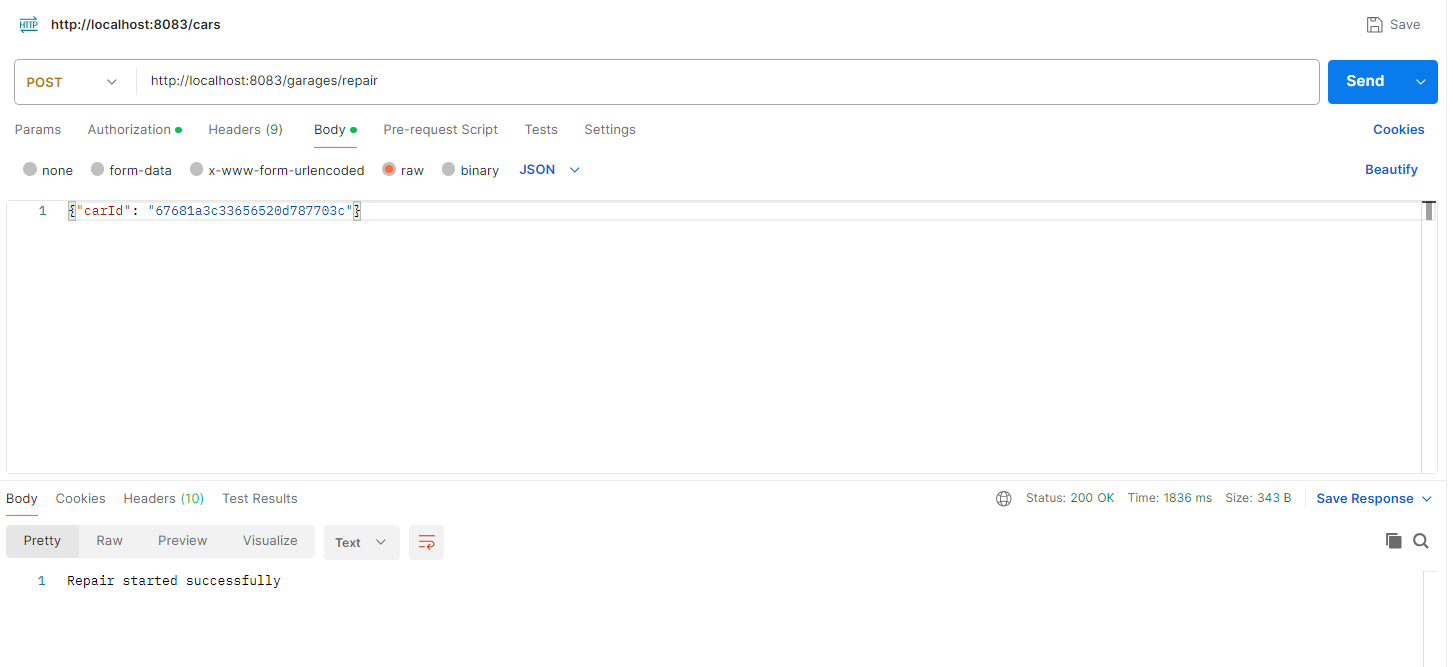 HTTP http://localhost:8083/cars Save
POST http://localhost:8083/garages/repair Send
Params Authorization Headers (9) Body Pre-request Script Tests Settings Cookies
none form-data x-www-form-urlencoded raw binary JSON Beautify
1 {"carId": "67681a3c33656520d787703c"}
Body Cookies Headers (10) Test Results Status: 200 OK Time: 1836 ms Size: 343 B Save Response
Pretty Raw Preview Visualize Text
1 Repair started successfully